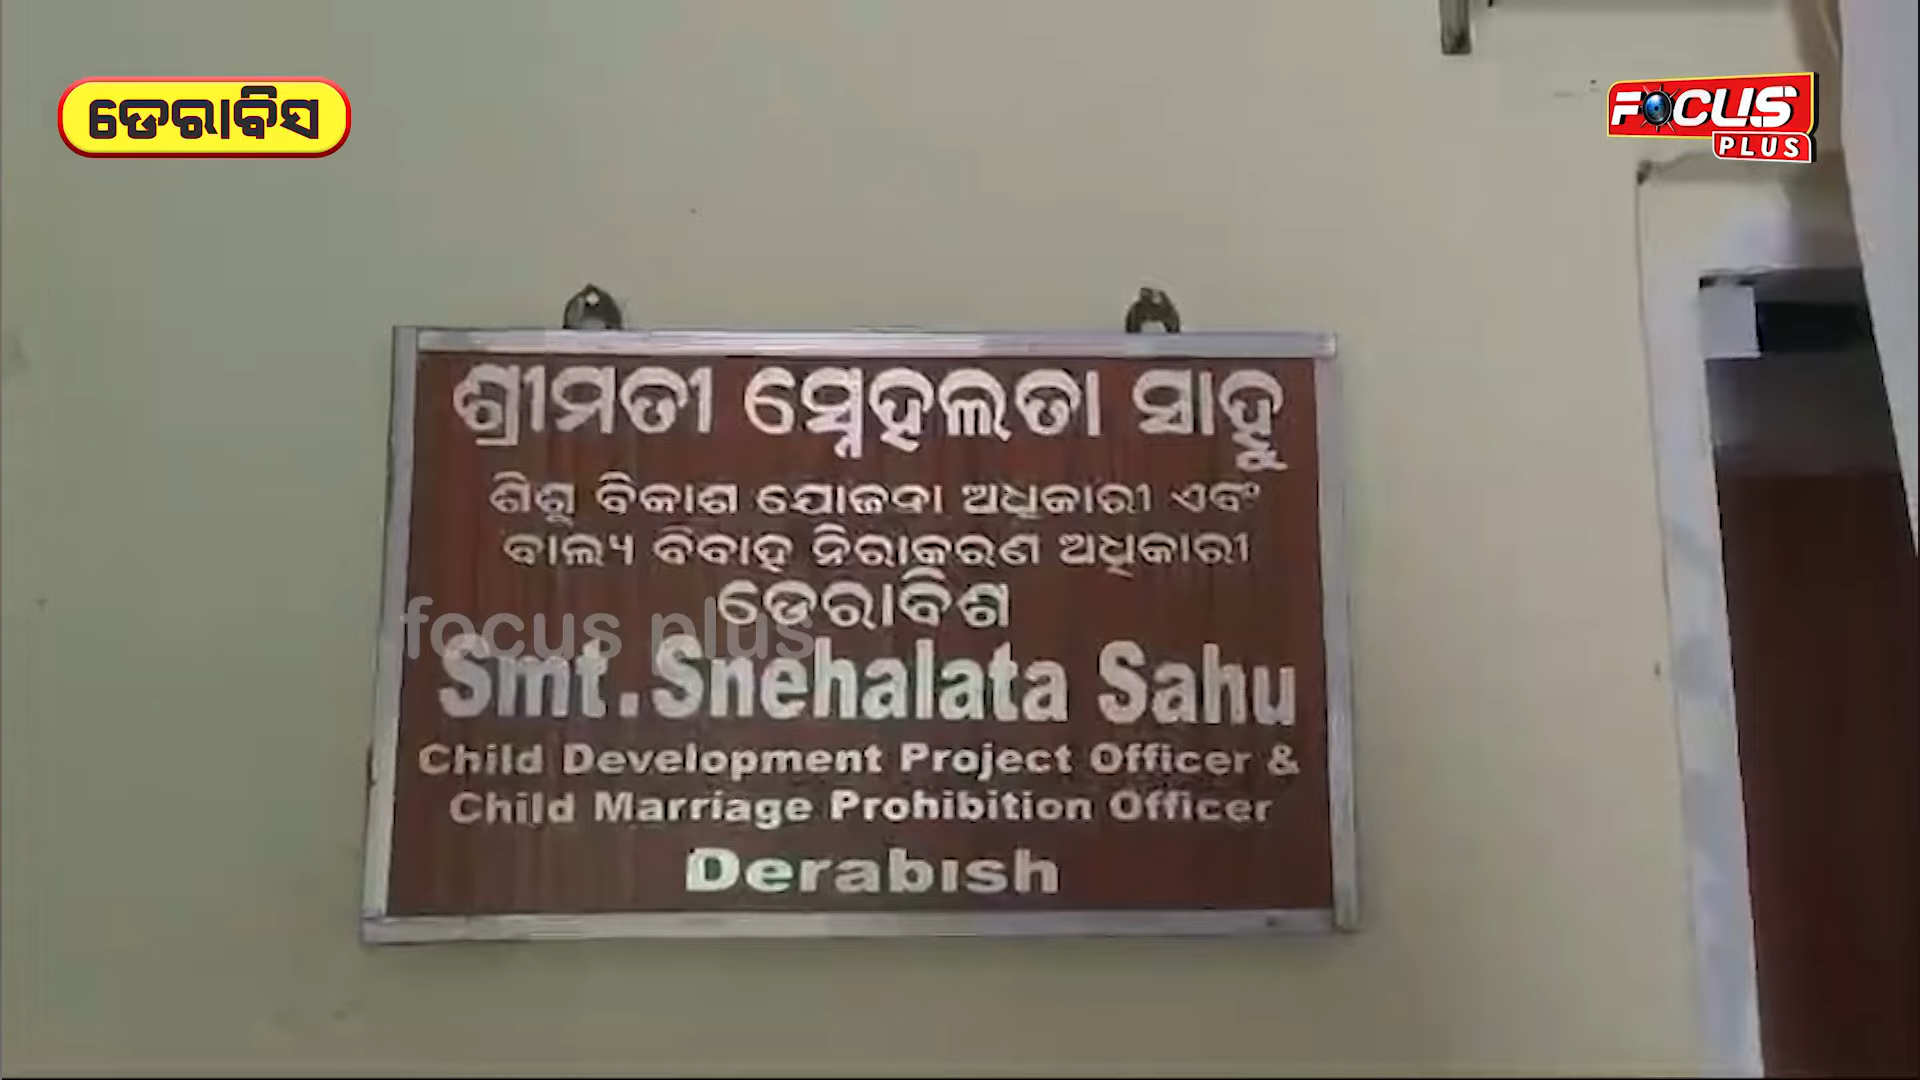 ଡେରାବିସ
FOCUS
PLUS
ଶ୍ରୀମତୀ ସ୍ନେହଲତା ସାହୁ
ଶିଶୁ ବିକାଶ ଯୋଜନା ଅଧିକାରୀ ଏବଂ
ବାଲ୍ୟ ବିବାହ ନିରାକରଣ ଅଧିକାରୀ
ଡେରାବିଶ
focus plus
Smt.Snehalata Sahu
Child Development Project Officer &
Child Marriage Prohibition Officer
Derabish